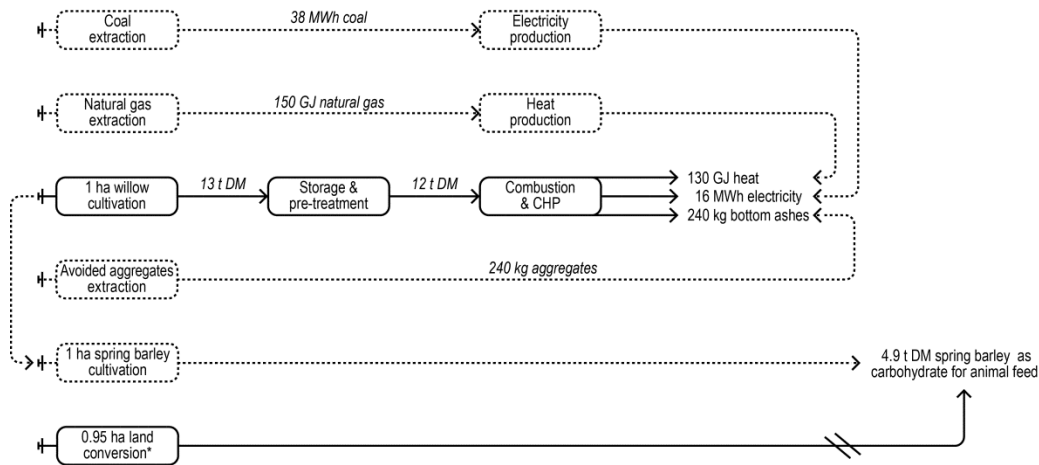 Coal
extraction
38 MWh coal
Electricity
production
Natural gas
extraction
150 GJ natural gas
Heat
production
1 ha willow
cultivation
13 t DM
Storage &
pre-treatment
12 t DM
Combustion
& CHP
130 GJ heat
16 MWh electricity
240 kg bottom ashes
Avoided aggregates
extraction
240 kg aggregates
1 ha spring barley
cultivation
4.9 t DM spring barley as
carbohydrate for animal feed
0.95 ha land
conversion*